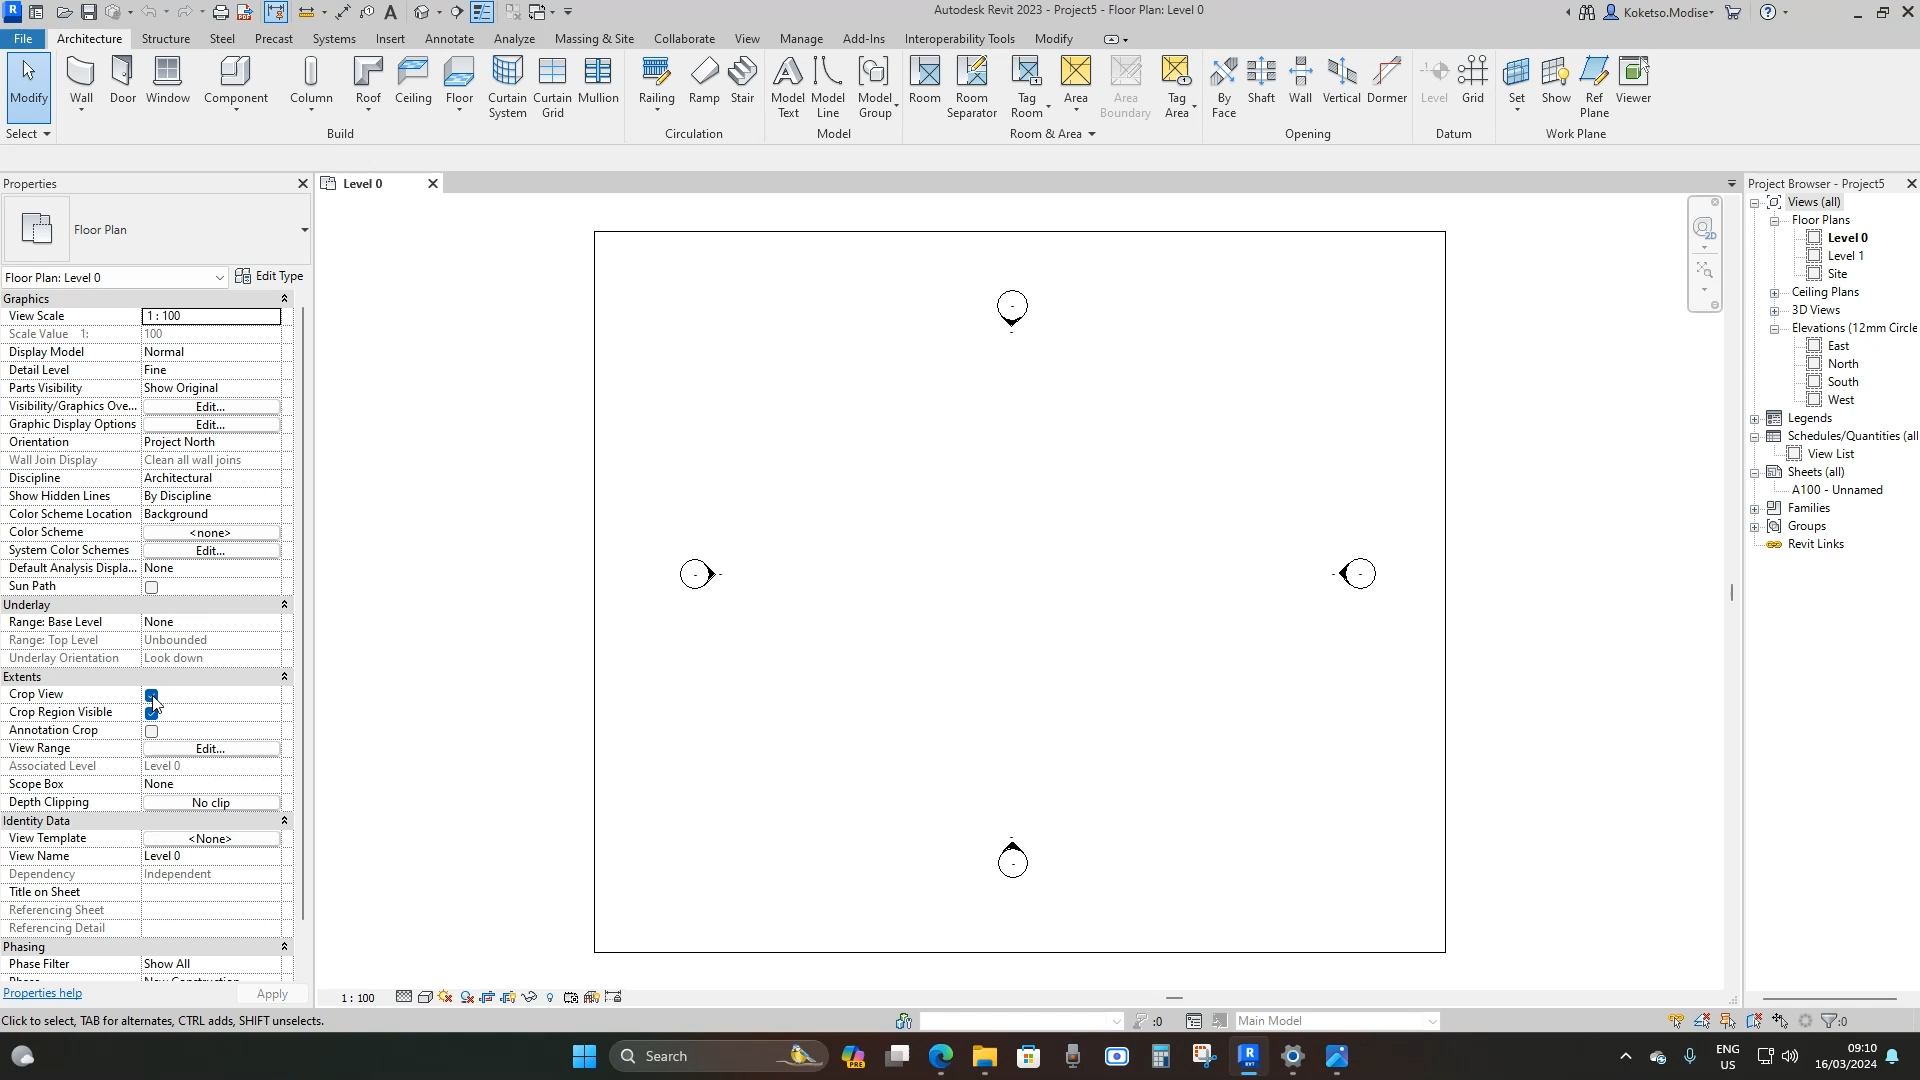 Autodesk Revit 2023 - Project5 - Floor Plan: Level 0
Koketso.Modise
File Architecture Structure Steel Precast Systems Insert Annotate Analyze Massing & Site Collaborate View Manage Add-Ins Interoperability Tools Modify
Modify Wall Door Window Component Column Roof Ceiling Floor Curtain System Curtain Grid Mullion Railing Ramp Stair Model Text Model Line Model Group Room Room Separator Tag Room Area Area Boundary Tag Area By Face Shaft Wall Vertical Dormer Level Grid Set Show Ref Plane Viewer
Select Build Circulation Model Room & Area Opening Datum Work Plane
Properties
Floor Plan
Floor Plan: Level 0 Edit Type
Graphics
View Scale 1 : 100
Scale Value 1: 100
Display Model Normal
Detail Level Fine
Parts Visibility Show Original
Visibility/Graphics Ove... Edit...
Graphic Display Options Edit...
Orientation Project North
Wall Join Display Clean all wall joins
Discipline Architectural
Show Hidden Lines By Discipline
Color Scheme Location Background
Color Scheme <none>
System Color Schemes Edit...
Default Analysis Displa... None
Sun Path
Underlay
Range: Base Level None
Range: Top Level Unbounded
Underlay Orientation Look down
Extents
Crop View
Crop Region Visible
Annotation Crop
View Range Edit...
Associated Level Level 0
Scope Box None
Depth Clipping No clip
Identity Data
View Template <None>
View Name Level 0
Dependency Independent
Title on Sheet
Referencing Sheet
Referencing Detail
Phasing
Phase Filter Show All
Properties help Apply
Level 0
2D
1 : 100
Project Browser - Project5
Views (all)
Floor Plans
Level 0
Level 1
Site
Ceiling Plans
3D Views
Elevations (12mm Circle
East
North
South
West
Legends
Schedules/Quantities (all
View List
Sheets (all)
A100 - Unnamed
Families
Groups
Revit Links
Click to select, TAB for alternates, CTRL adds, SHIFT unselects.
:0
Main Model
:0
Search
PRE
ENG
US
09:10
16/03/2024